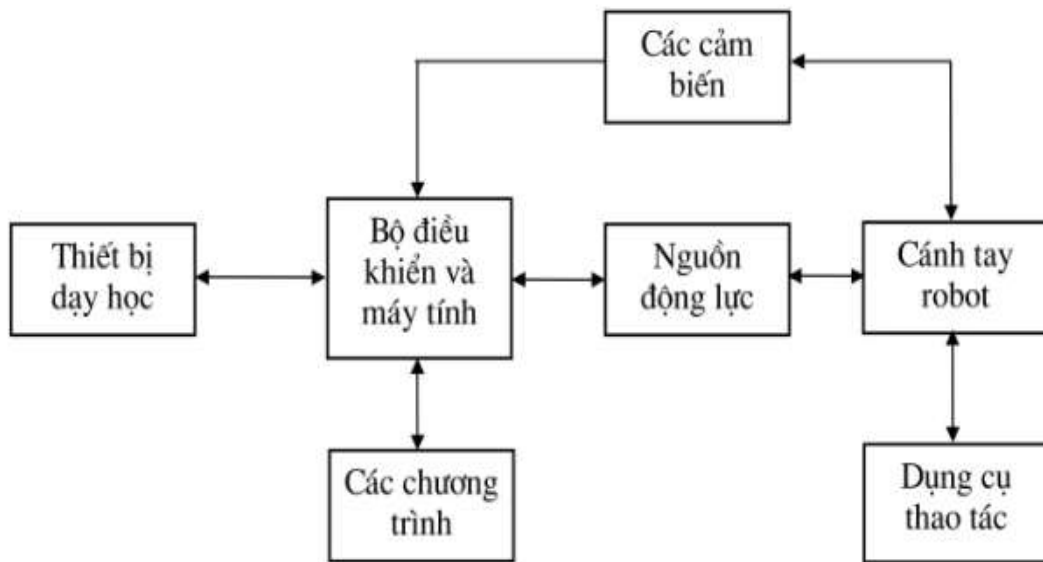 Các cảm
biến
Thiết bị
dạy học
Bộ điều
khiển và
máy tính
Nguồn
động lực
Cánh tay
robot
Các chương
trình
Dụng cụ
thao tác